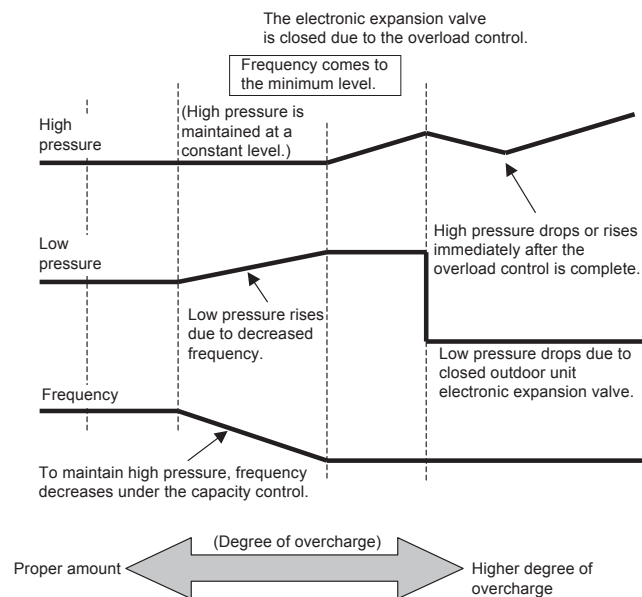 The electronic expansion valve
is closed due to the overload control.
Frequency comes to
the minimum level.
(High pressure is
maintained at a
constant level.)
High
pressure
High pressure drops or rises
immediately after the
overload control is complete.
Low
pressure
Low pressure rises
due to decreased
frequency.
Low pressure drops due to
closed outdoor unit
electronic expansion valve.
Frequency
To maintain high pressure, frequency
decreases under the capacity control.
(Degree of overcharge)
Proper amount
Higher degree of
overcharge